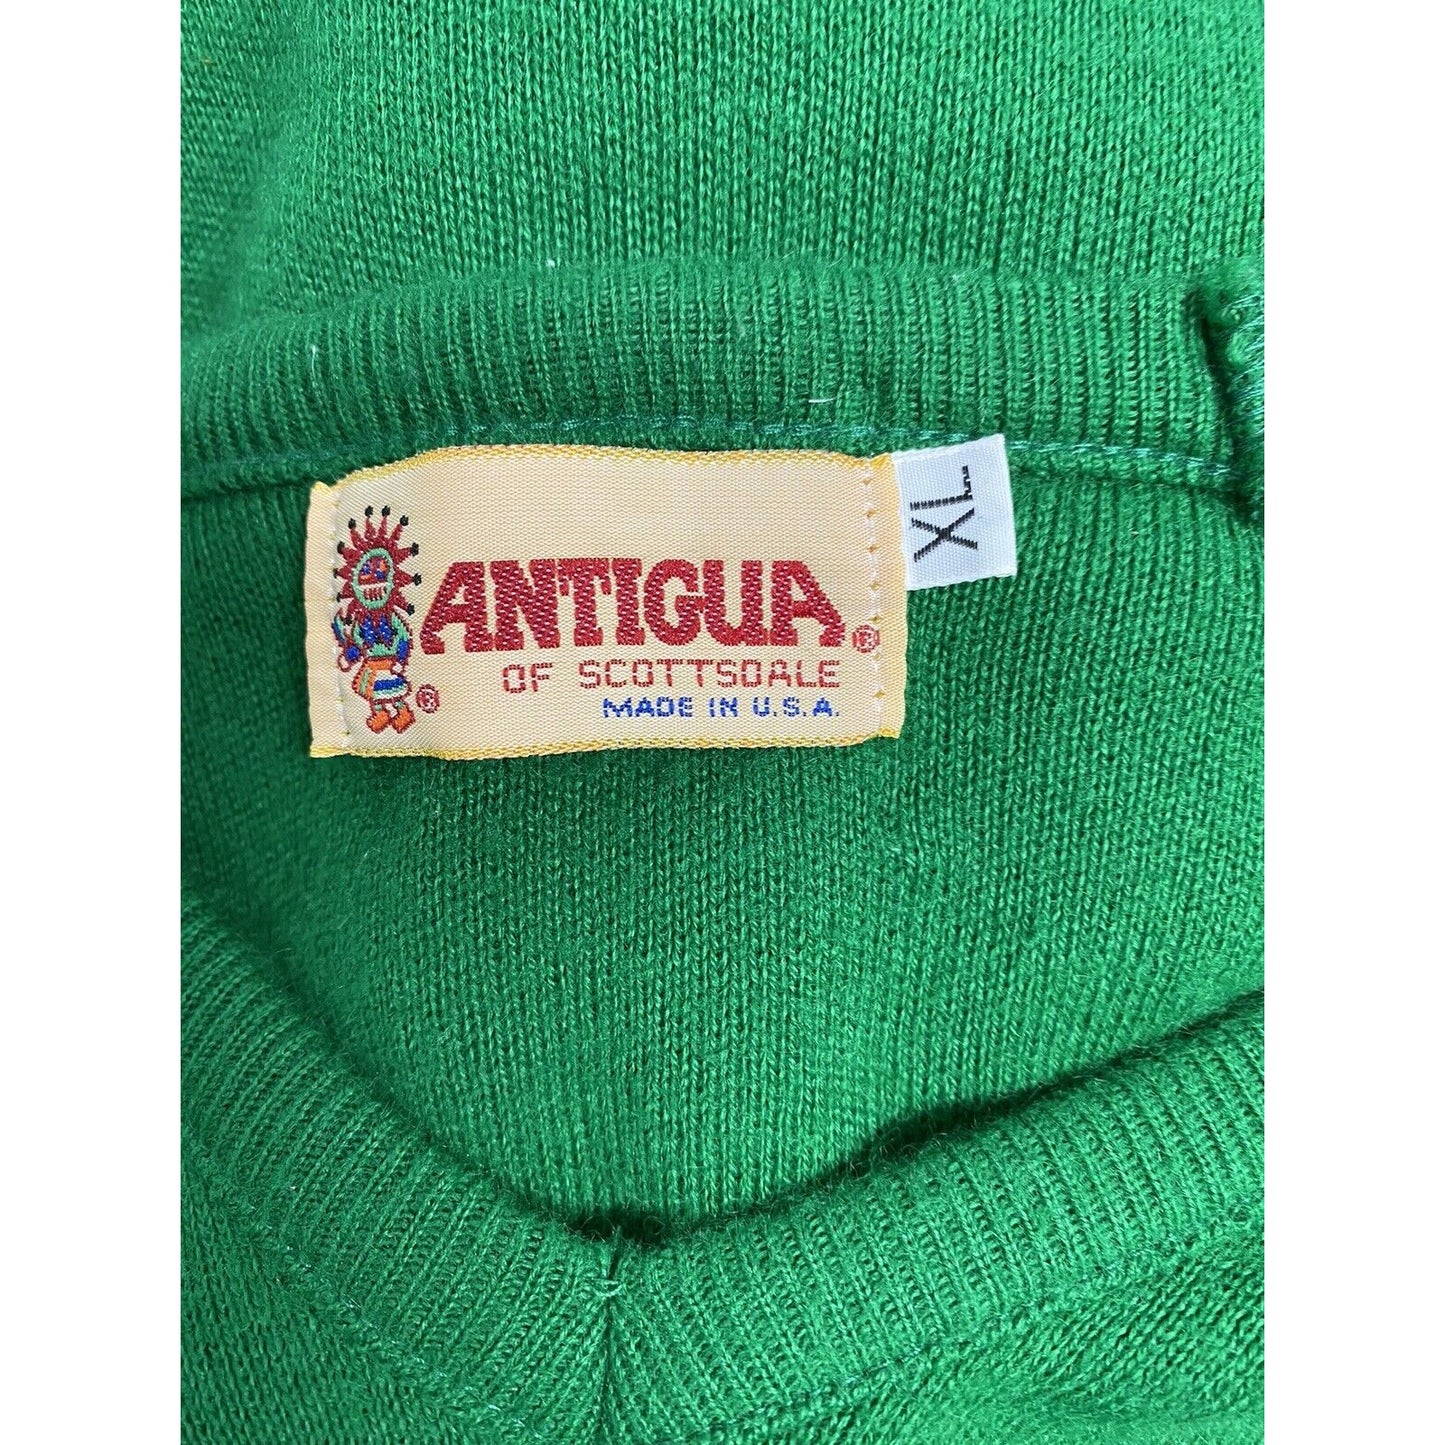 ANTIGUA®
OF SCOTTSDALE
MADE IN U.S.A.
®
XL